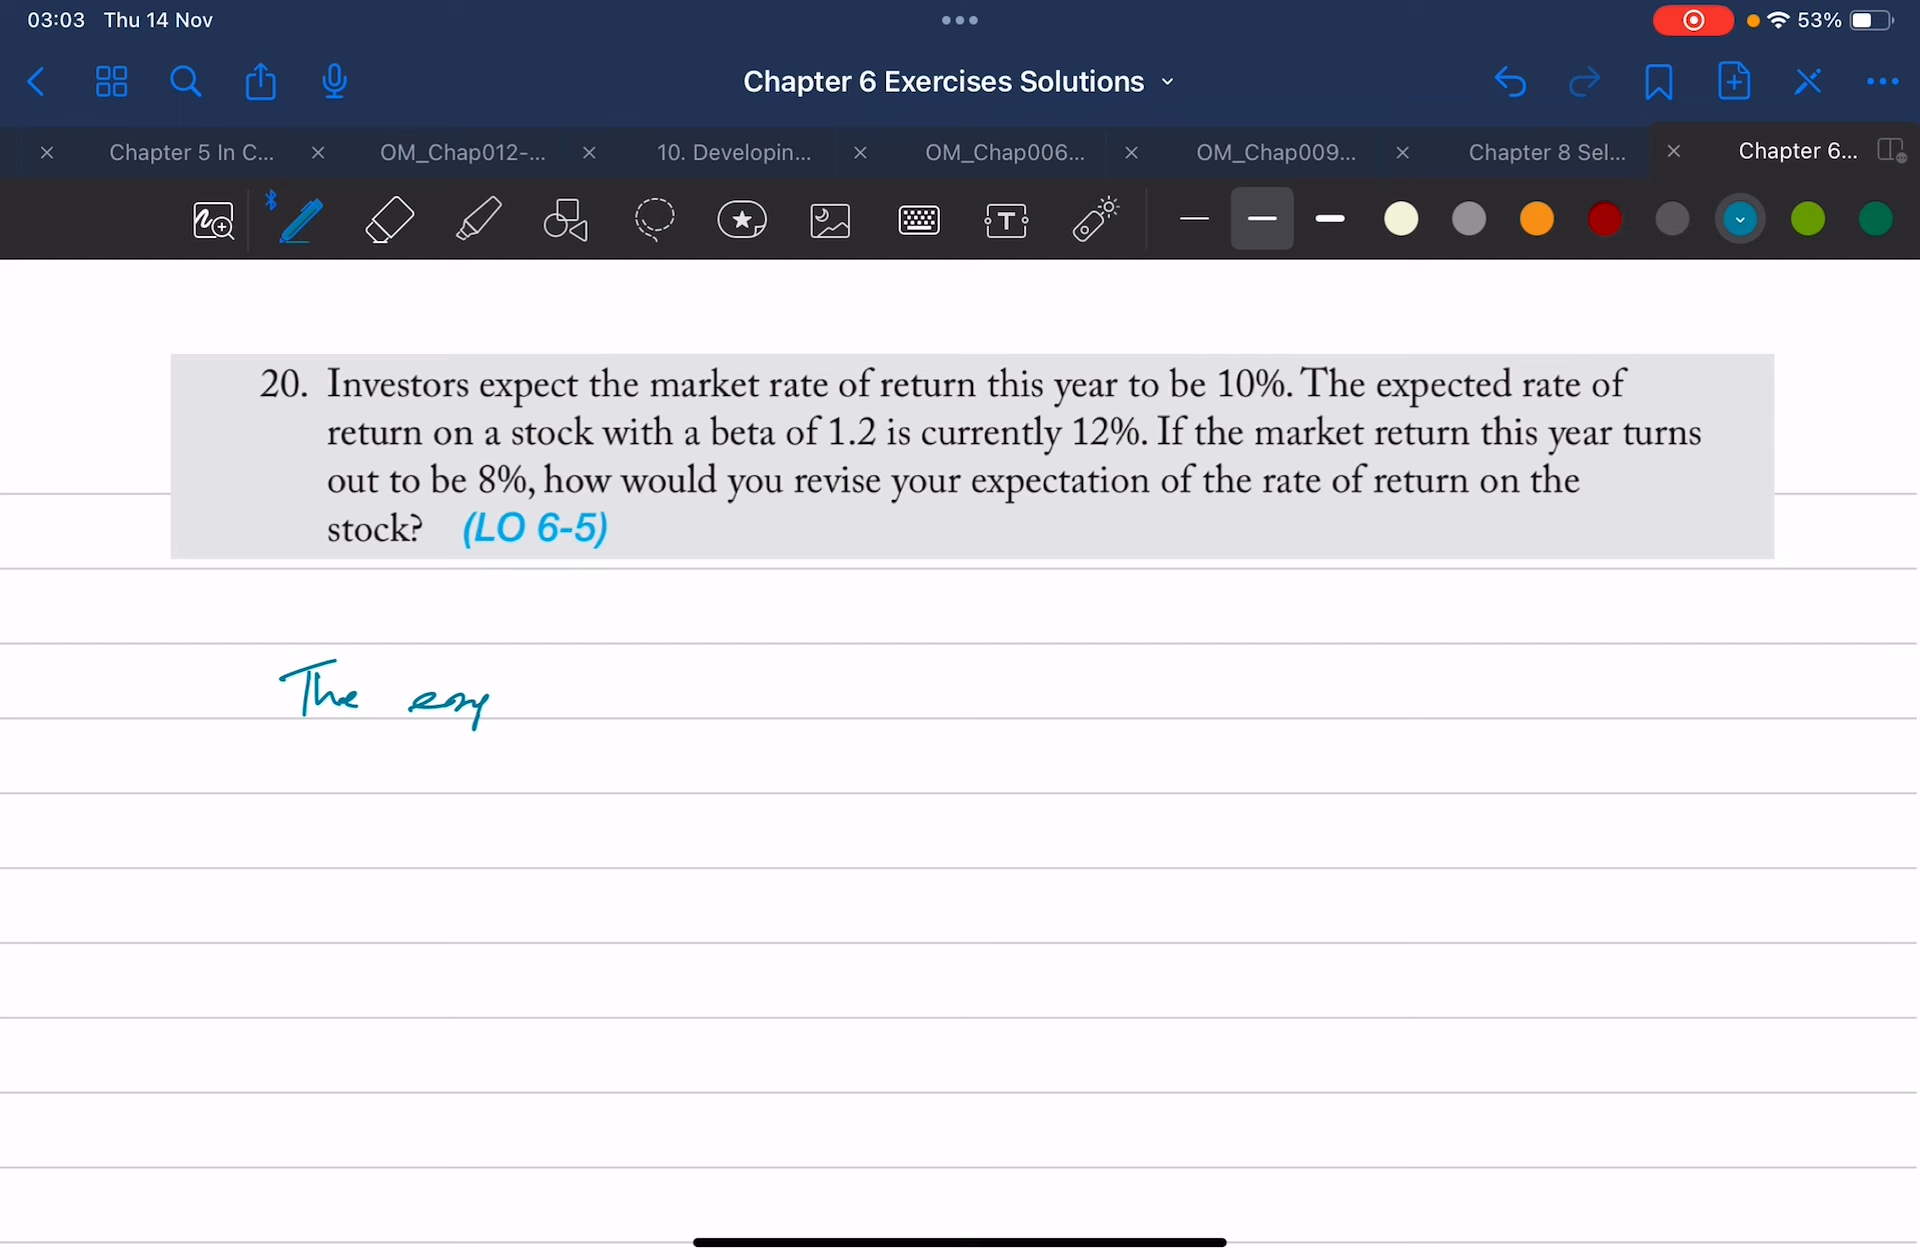 03:03 Thu 14 Nov
53%
Chapter 6 Exercises Solutions
Chapter 5 In C...
OM_Chap012-...
10. Developin...
OM_Chap006...
OM_Chap009...
Chapter 8 Sel...
Chapter 6...
20. Investors expect the market rate of return this year to be 10%. The expected rate of
return on a stock with a beta of 1.2 is currently 12%. If the market return this year turns
out to be 8%, how would you revise your expectation of the rate of return on the
stock? (LO 6-5)
The